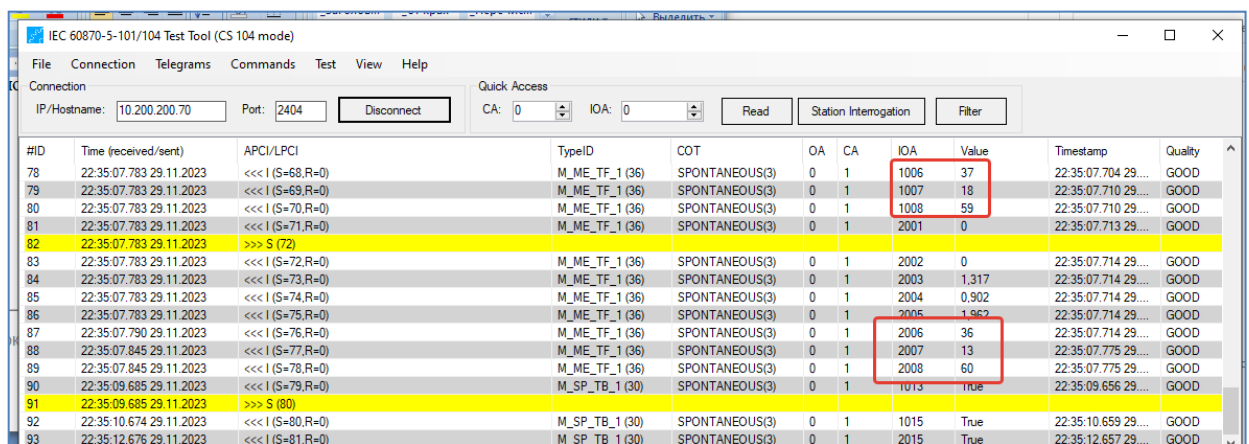 Выделить
IEC 60870-5-101/104 Test Tool (CS 104 mode)
File Connection Telegrams Commands Test View Help
Connection Quick Access
IP/Hostname: 10.200.200.70 Port: 2404 Disconnect CA: 0 IOA: 0 Read Station Interrogation Filter
#ID Time (received/sent) APCI/LPCI TypeID COT OA CA IOA Value Timestamp Quality
78 22:35:07.783 29.11.2023 <<< I (S=68,R=0) M_ME_TF_1 (36) SPONTANEOUS(3) 0 1 1006 37 22:35:07.704 29.... GOOD
79 22:35:07.783 29.11.2023 <<< I (S=69,R=0) M_ME_TF_1 (36) SPONTANEOUS(3) 0 1 1007 18 22:35:07.710 29.... GOOD
80 22:35:07.783 29.11.2023 <<< I (S=70,R=0) M_ME_TF_1 (36) SPONTANEOUS(3) 0 1 1008 59 22:35:07.710 29.... GOOD
81 22:35:07.783 29.11.2023 <<< I (S=71,R=0) M_ME_TF_1 (36) SPONTANEOUS(3) 0 1 2001 0 22:35:07.713 29.... GOOD
82 22:35:07.783 29.11.2023 >>> S (72)
83 22:35:07.783 29.11.2023 <<< I (S=72,R=0) M_ME_TF_1 (36) SPONTANEOUS(3) 0 1 2002 0 22:35:07.714 29.... GOOD
84 22:35:07.783 29.11.2023 <<< I (S=73,R=0) M_ME_TF_1 (36) SPONTANEOUS(3) 0 1 2003 1,317 22:35:07.714 29.... GOOD
85 22:35:07.783 29.11.2023 <<< I (S=74,R=0) M_ME_TF_1 (36) SPONTANEOUS(3) 0 1 2004 0,902 22:35:07.714 29.... GOOD
86 22:35:07.783 29.11.2023 <<< I (S=75,R=0) M_ME_TF_1 (36) SPONTANEOUS(3) 0 1 2005 1,962 22:35:07.714 29.... GOOD
87 22:35:07.790 29.11.2023 <<< I (S=76,R=0) M_ME_TF_1 (36) SPONTANEOUS(3) 0 1 2006 36 22:35:07.714 29.... GOOD
88 22:35:07.845 29.11.2023 <<< I (S=77,R=0) M_ME_TF_1 (36) SPONTANEOUS(3) 0 1 2007 13 22:35:07.775 29.... GOOD
89 22:35:07.845 29.11.2023 <<< I (S=78,R=0) M_ME_TF_1 (36) SPONTANEOUS(3) 0 1 2008 60 22:35:07.775 29.... GOOD
90 22:35:09.685 29.11.2023 <<< I (S=79,R=0) M_SP_TB_1 (30) SPONTANEOUS(3) 0 1 1013 True 22:35:09.656 29.... GOOD
91 22:35:09.685 29.11.2023 >>> S (80)
92 22:35:10.674 29.11.2023 <<< I (S=80,R=0) M_SP_TB_1 (30) SPONTANEOUS(3) 0 1 1015 True 22:35:10.659 29.... GOOD
93 22:35:12.676 29.11.2023 <<< I (S=81,R=0) M_SP_TB_1 (30) SPONTANEOUS(3) 0 1 2015 True 22:35:12.657 29.... GOOD